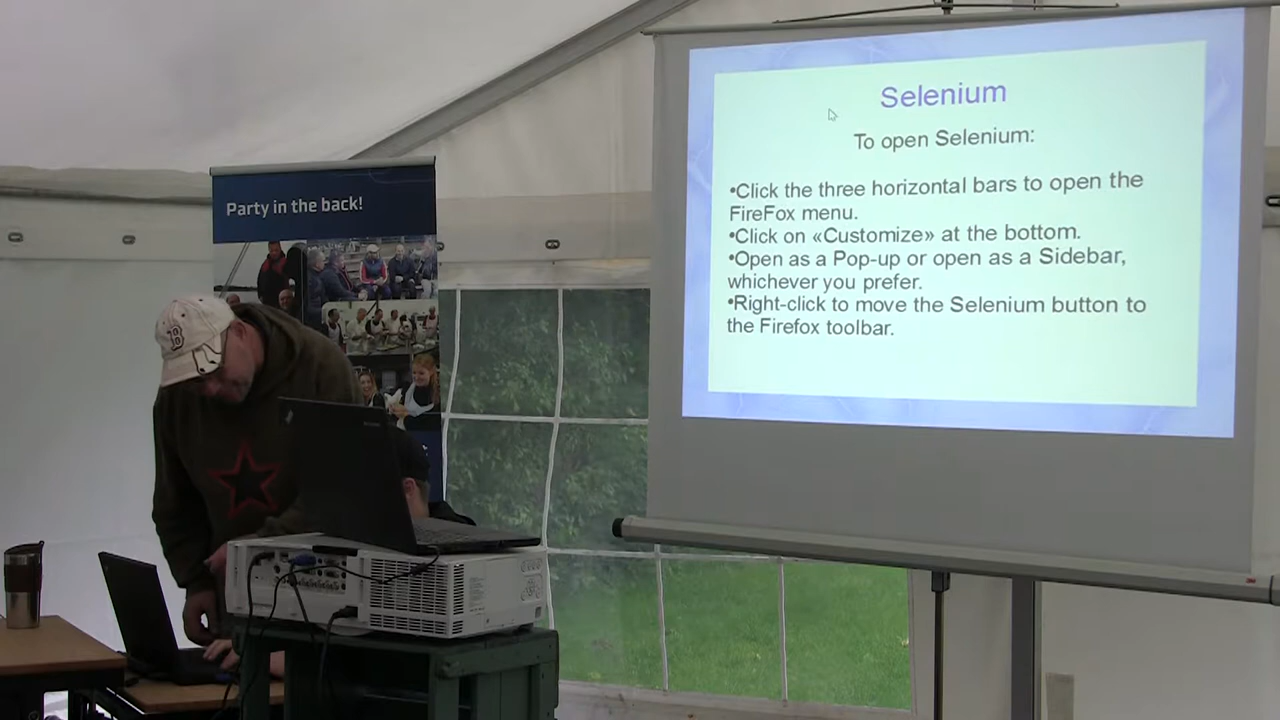 Party in the back!
B
Selenium
To open Selenium:
•Click the three horizontal bars to open the
FireFox menu.
•Click on «Customize» at the bottom.
•Open as a Pop-up or open as a Sidebar,
whichever you prefer.
•Right-click to move the Selenium button to
the Firefox toolbar.